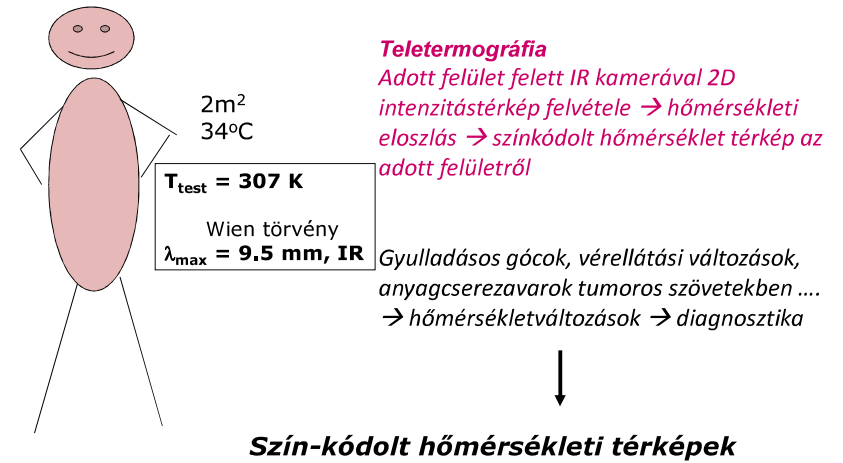 2m²
34⁰C
T_test = 307 K
Wien törvény
λ_max = 9.5 mm, IR
Teletermográfia
Adott felület felett IR kamerával 2D
intenzitástérkép felvétele → hőmérsékleti
eloszlás → színkódolt hőmérséklet térkép az
adott felületről
Gyulladásos gócok, vérellátási változások,
anyagcserezavarok tumoros szövetekben ....
→ hőmérsékletváltozások → diagnosztika
Szín-kódolt hőmérsékleti térképek